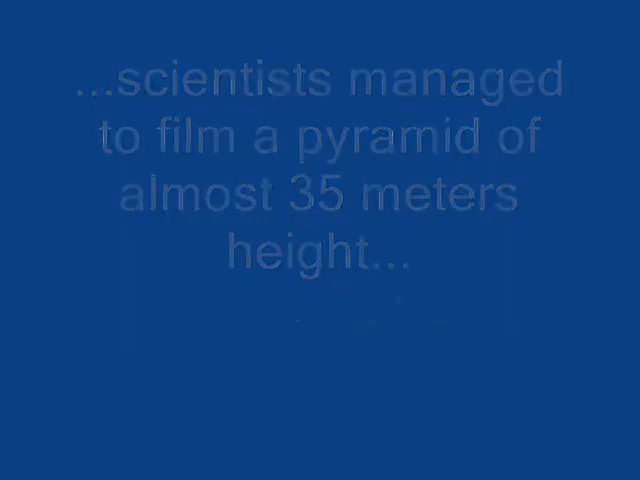 ...scientists managed
to film a pyramid of
almost 35 meters
height...